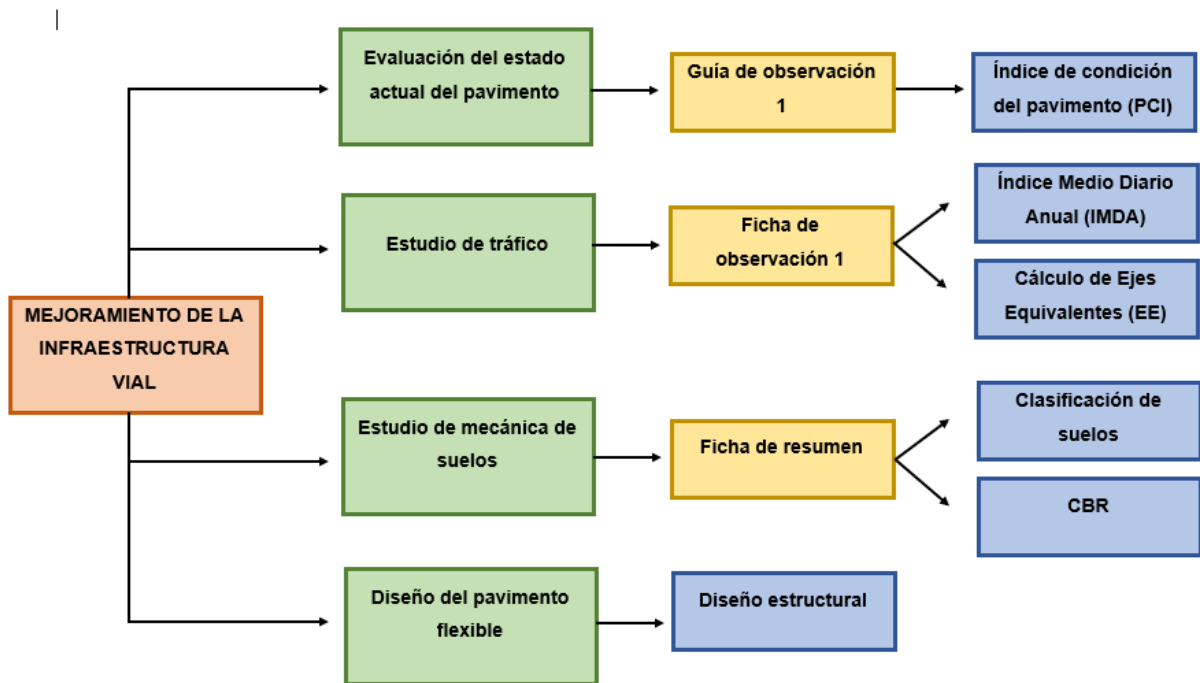 Evaluación del estado
actual del pavimento
Guía de observación
1
Índice de condición
del pavimento (PCI)
Estudio de tráfico
Ficha de
observación 1
Índice Medio Diario
Anual (IMDA)
Cálculo de Ejes
Equivalentes (EE)
MEJORAMIENTO DE LA
INFRAESTRUCTURA
VIAL
Estudio de mecánica de
suelos
Ficha de resumen
Clasificación de
suelos
CBR
Diseño del pavimento
flexible
Diseño estructural